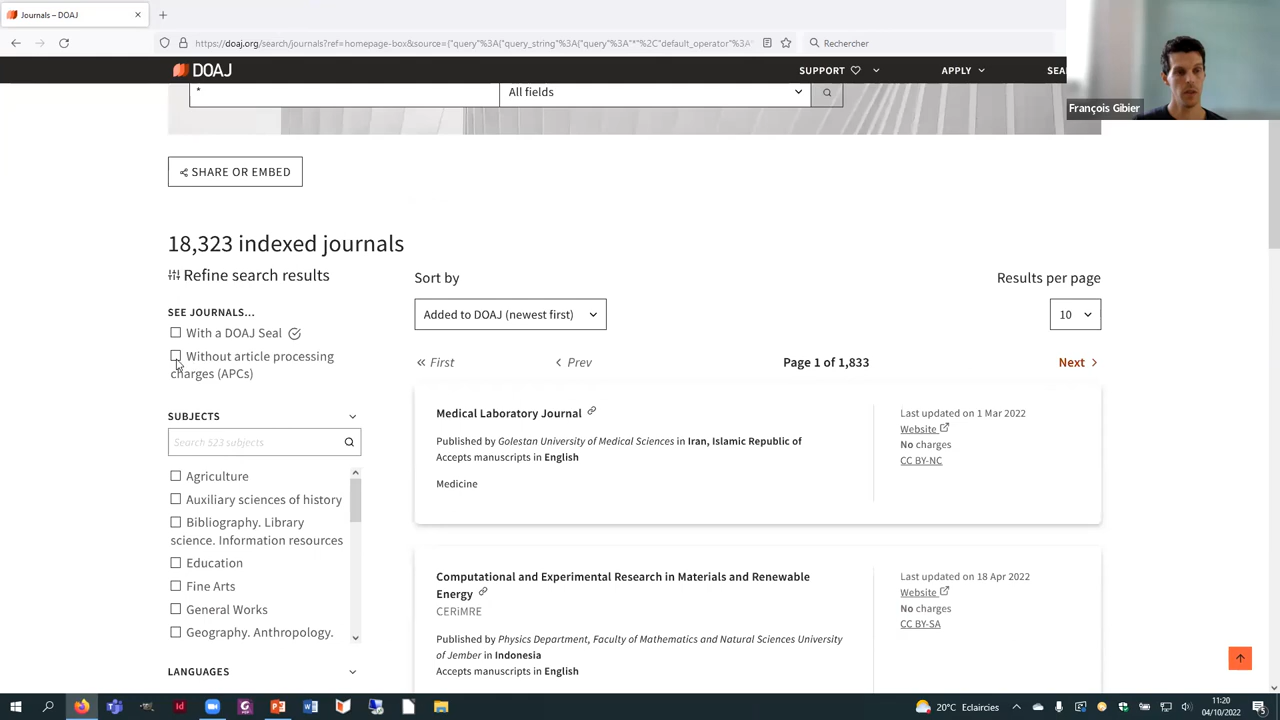 Journals – DOAJ
https://doaj.org/search/journals?ref=homepage-box&source={"query"%3A{"query_string"%3A{"query"%3A"*"%2C"default_operator"%3A"
Rechercher
DOAJ
SUPPORT
APPLY
SEA
François Gibier
*
All fields
SHARE OR EMBED
18,323 indexed journals
Refine search results
SEE JOURNALS...
With a DOAJ Seal
Without article processing
charges (APCs)
SUBJECTS
Search 523 subjects
Agriculture
Auxiliary sciences of history
Bibliography. Library
science. Information resources
Education
Fine Arts
General Works
Geography. Anthropology.
LANGUAGES
Sort by
Results per page
Added to DOAJ (newest first)
10
« First
‹ Prev
Page 1 of 1,833
Next ›
Medical Laboratory Journal
Published by Golestan University of Medical Sciences in Iran, Islamic Republic of
Accepts manuscripts in English
Medicine
Last updated on 1 Mar 2022
Website
No charges
CC BY-NC
Computational and Experimental Research in Materials and Renewable
Energy
CERiMRE
Published by Physics Department, Faculty of Mathematics and Natural Sciences University
of Jember in Indonesia
Accepts manuscripts in English
Last updated on 18 Apr 2022
Website
No charges
CC BY-SA
20°C Eclaircies
11:20
04/10/2022